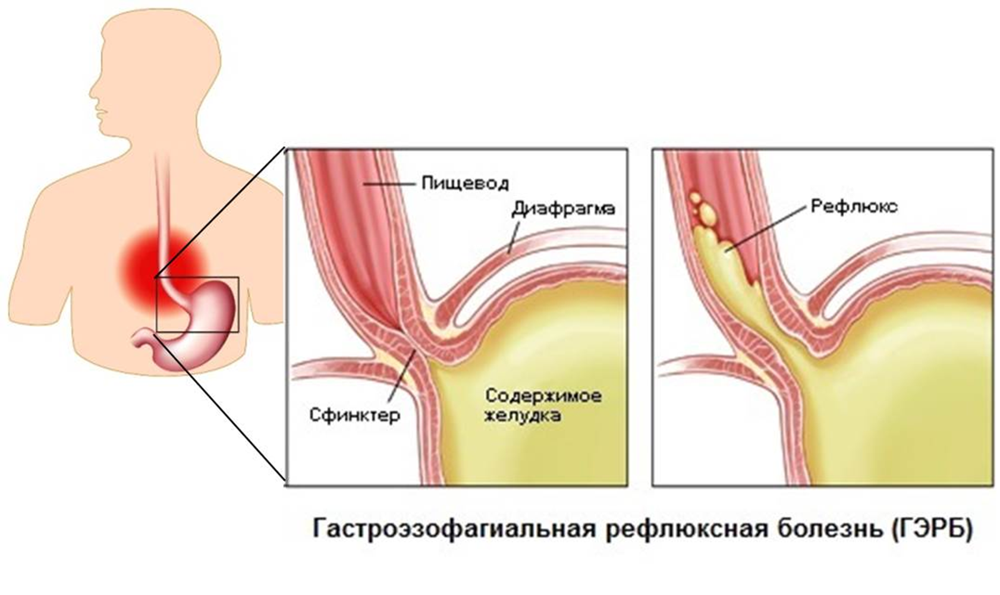 Пищевод
Диафрагма
Сфинктер
Содержимое
желудка
Рефлюкс
Гастроэзофагиальная рефлюксная болезнь (ГЭРБ)